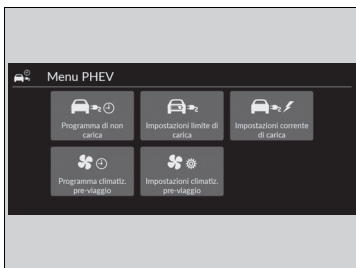 Menu PHEV
Programma di non
carica
Impostazioni limite di
carica
Impostazioni corrente
di carica
Programma climatiz.
pre-viaggio
Impostazioni climatiz.
pre-viaggio